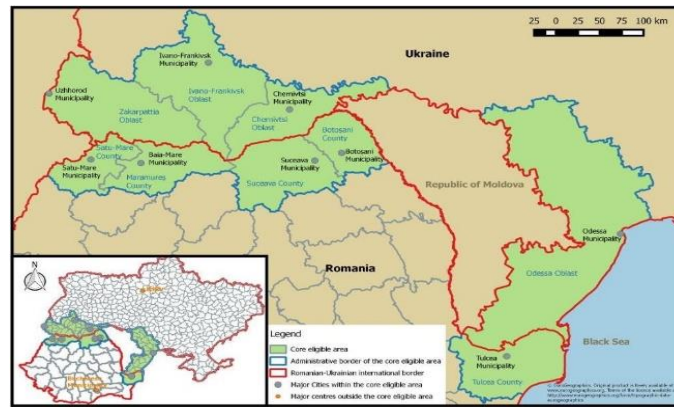 25 0 25 50 75 100 km
Ukraine
Ivano-Frankivsk
Municipality
Uzhhorod
Municipality
Ivano-Frankivsk
Oblast
Chernivtsi
Municipality
Zakarpattia
Oblast
Chernivtsi
Oblast
Botosani
County
Satu-Mare
County
Baia-Mare
Municipality
Satu-Mare
Municipality
Maramures
County
Suceava
Municipality
Botosani
Municipality
Suceava County
Republic of Moldova
Odessa
Municipality
Romania
Odessa Oblast
Black Sea
Tulcea
Municipality
Tulcea
County
N
Legend
Core eligible area
Administrative border of the core eligible area
Romanian-Ukrainian international border
Major Cities within the core eligible area
Major centres outside the core eligible area